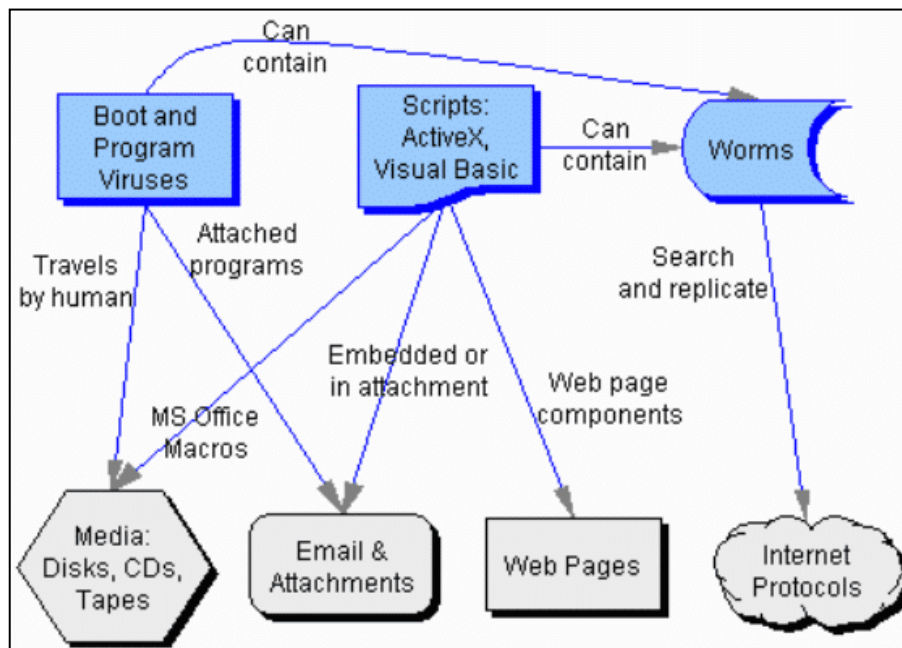 Can
contain
Boot and
Program
Viruses
Scripts:
ActiveX,
Visual Basic
Can
contain
Worms
Travels
by human
Attached
programs
Search
and replicate
Embedded or
in attachment
Web page
components
MS Office
Macros
Media:
Disks, CDs,
Tapes
Email &
Attachments
Web Pages
Internet
Protocols